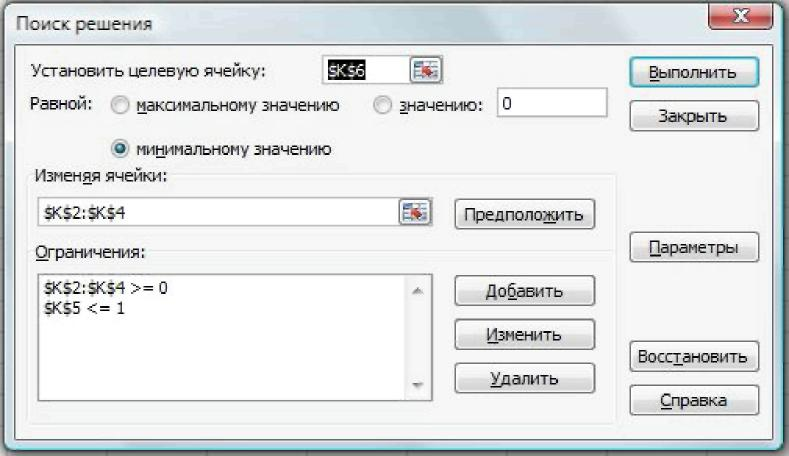 Поиск решения
Установить целевую ячейку: $K$6
Выполнить
Равной: максимальному значению значению: 0
Закрыть
минимальному значению
Изменяя ячейки:
$K$2:$K$4
Предположить
Параметры
Ограничения:
$K$2:$K$4 >= 0
$K$5 <= 1
Добавить
Изменить
Удалить
Восстановить
Справка